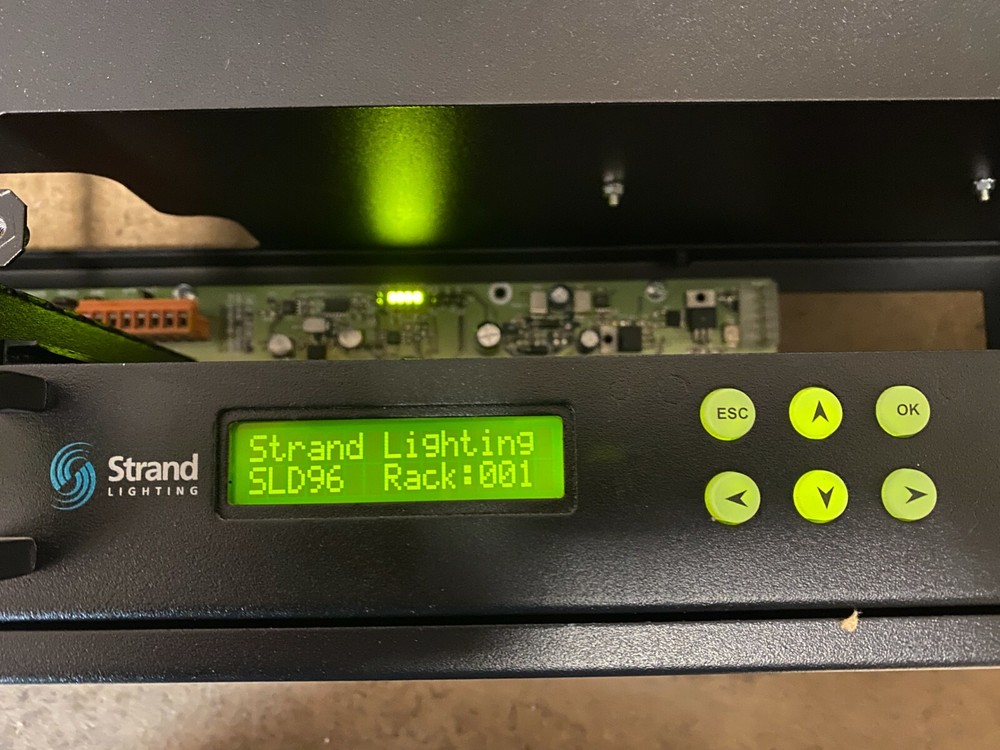 Strand
LIGHTING
Strand Lighting
SLD96 Rack:001
ESC
OK